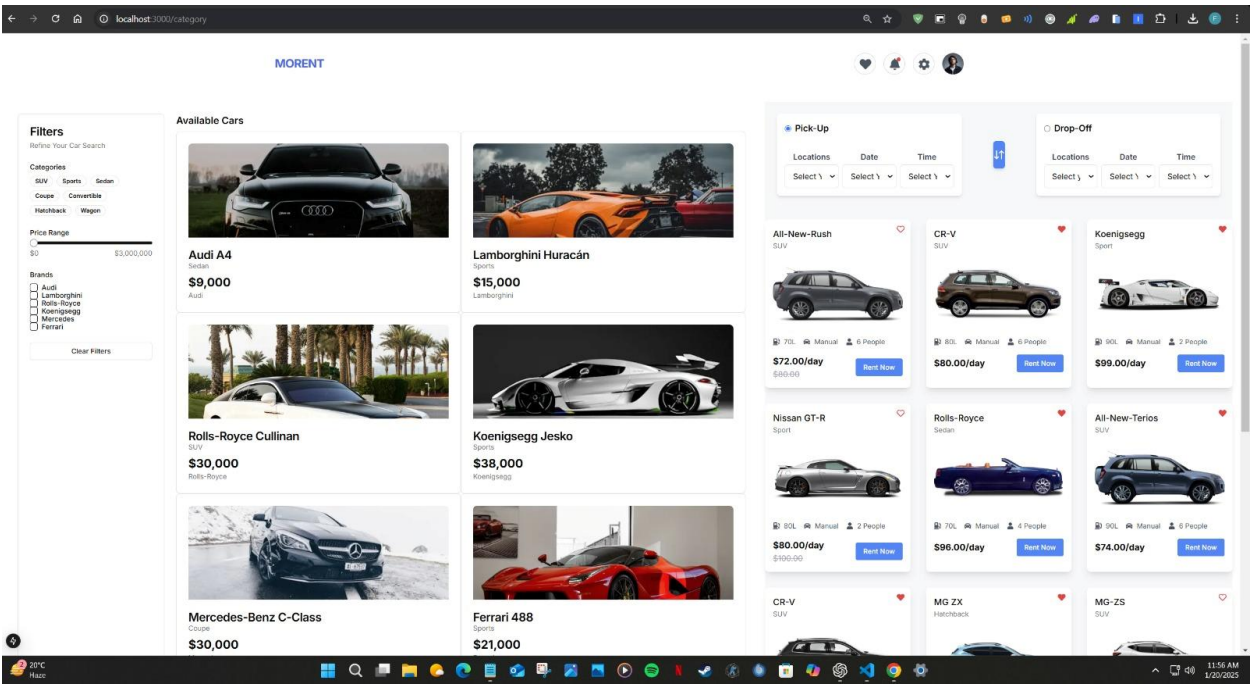 localhost:3000/category
MORENT
Filters
Refine Your Car Search
Categories
SUV Sports Sedan
Coupe Convertible
Hatchback Wagon
Price Range
$0 $3,000,000
Brands
Audi
Lamborghini
Rolls-Royce
Koenigsegg
Mercedes
Ferrari
Clear Filters
Available Cars
Audi A4
Sedan
$9,000
Audi
Lamborghini Huracán
Sports
$15,000
Lamborghini
Rolls-Royce Cullinan
SUV
$30,000
Rolls-Royce
Koenigsegg Jesko
Sports
$38,000
Koenigsegg
Mercedes-Benz C-Class
Coupe
$30,000
Ferrari 488
Sports
$21,000
Pick-Up
Locations Date Time
Select Select Select
Drop-Off
Locations Date Time
Select Select Select
All-New-Rush
SUV
70L Manual 6 People
$72.00/day
$80.00
Rent Now
CR-V
SUV
80L Manual 6 People
$80.00/day
Rent Now
Koenigsegg
Sport
90L Manual 2 People
$99.00/day
Rent Now
Nissan GT-R
Sport
80L Manual 2 People
$80.00/day
$100.00
Rent Now
Rolls-Royce
Sedan
70L Manual 4 People
$96.00/day
Rent Now
All-New-Terios
SUV
90L Manual 6 People
$74.00/day
Rent Now
CR-V
SUV
MG ZX
Hatchback
MG-ZS
SUV
20°C
Haze
11:56 AM
1/20/2025